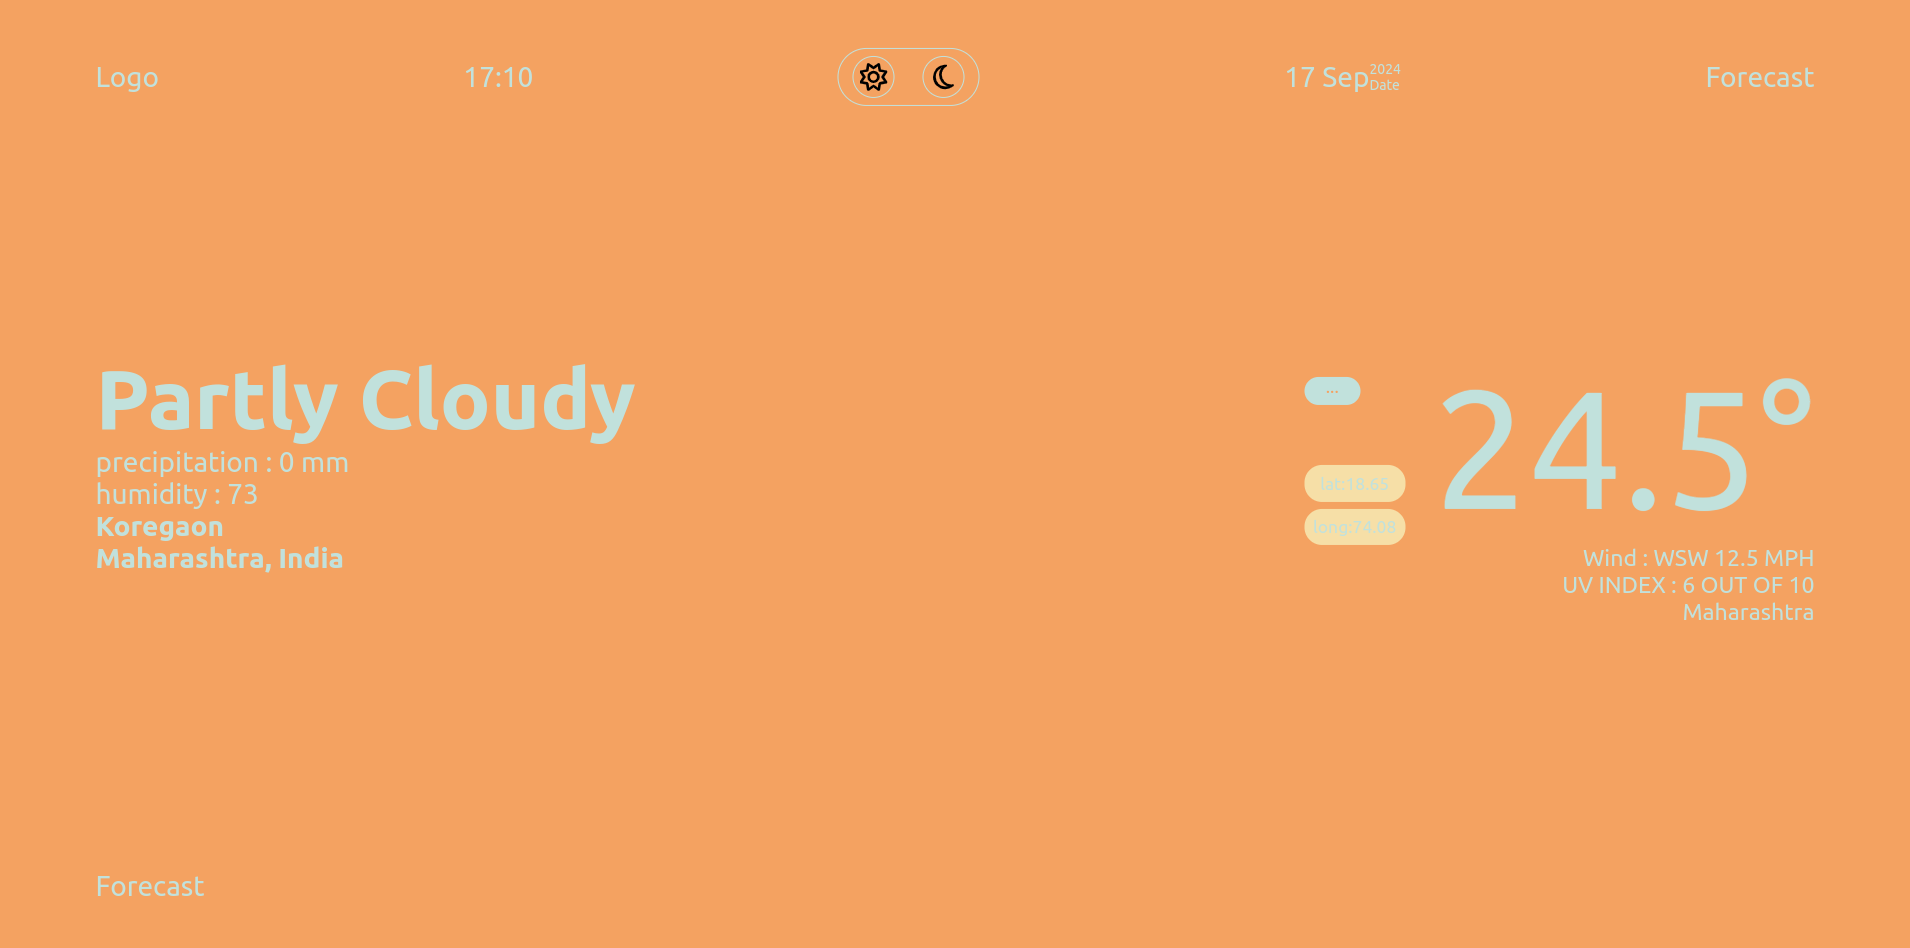 Logo
17:10
17 Sep
2024
Date
Forecast
Partly Cloudy
precipitation : 0 mm
humidity : 73
Koregaon
Maharashtra, India
...
lat:18.65
long:74.08
24.5°
Wind : WSW 12.5 MPH
UV INDEX : 6 OUT OF 10
Maharashtra
Forecast